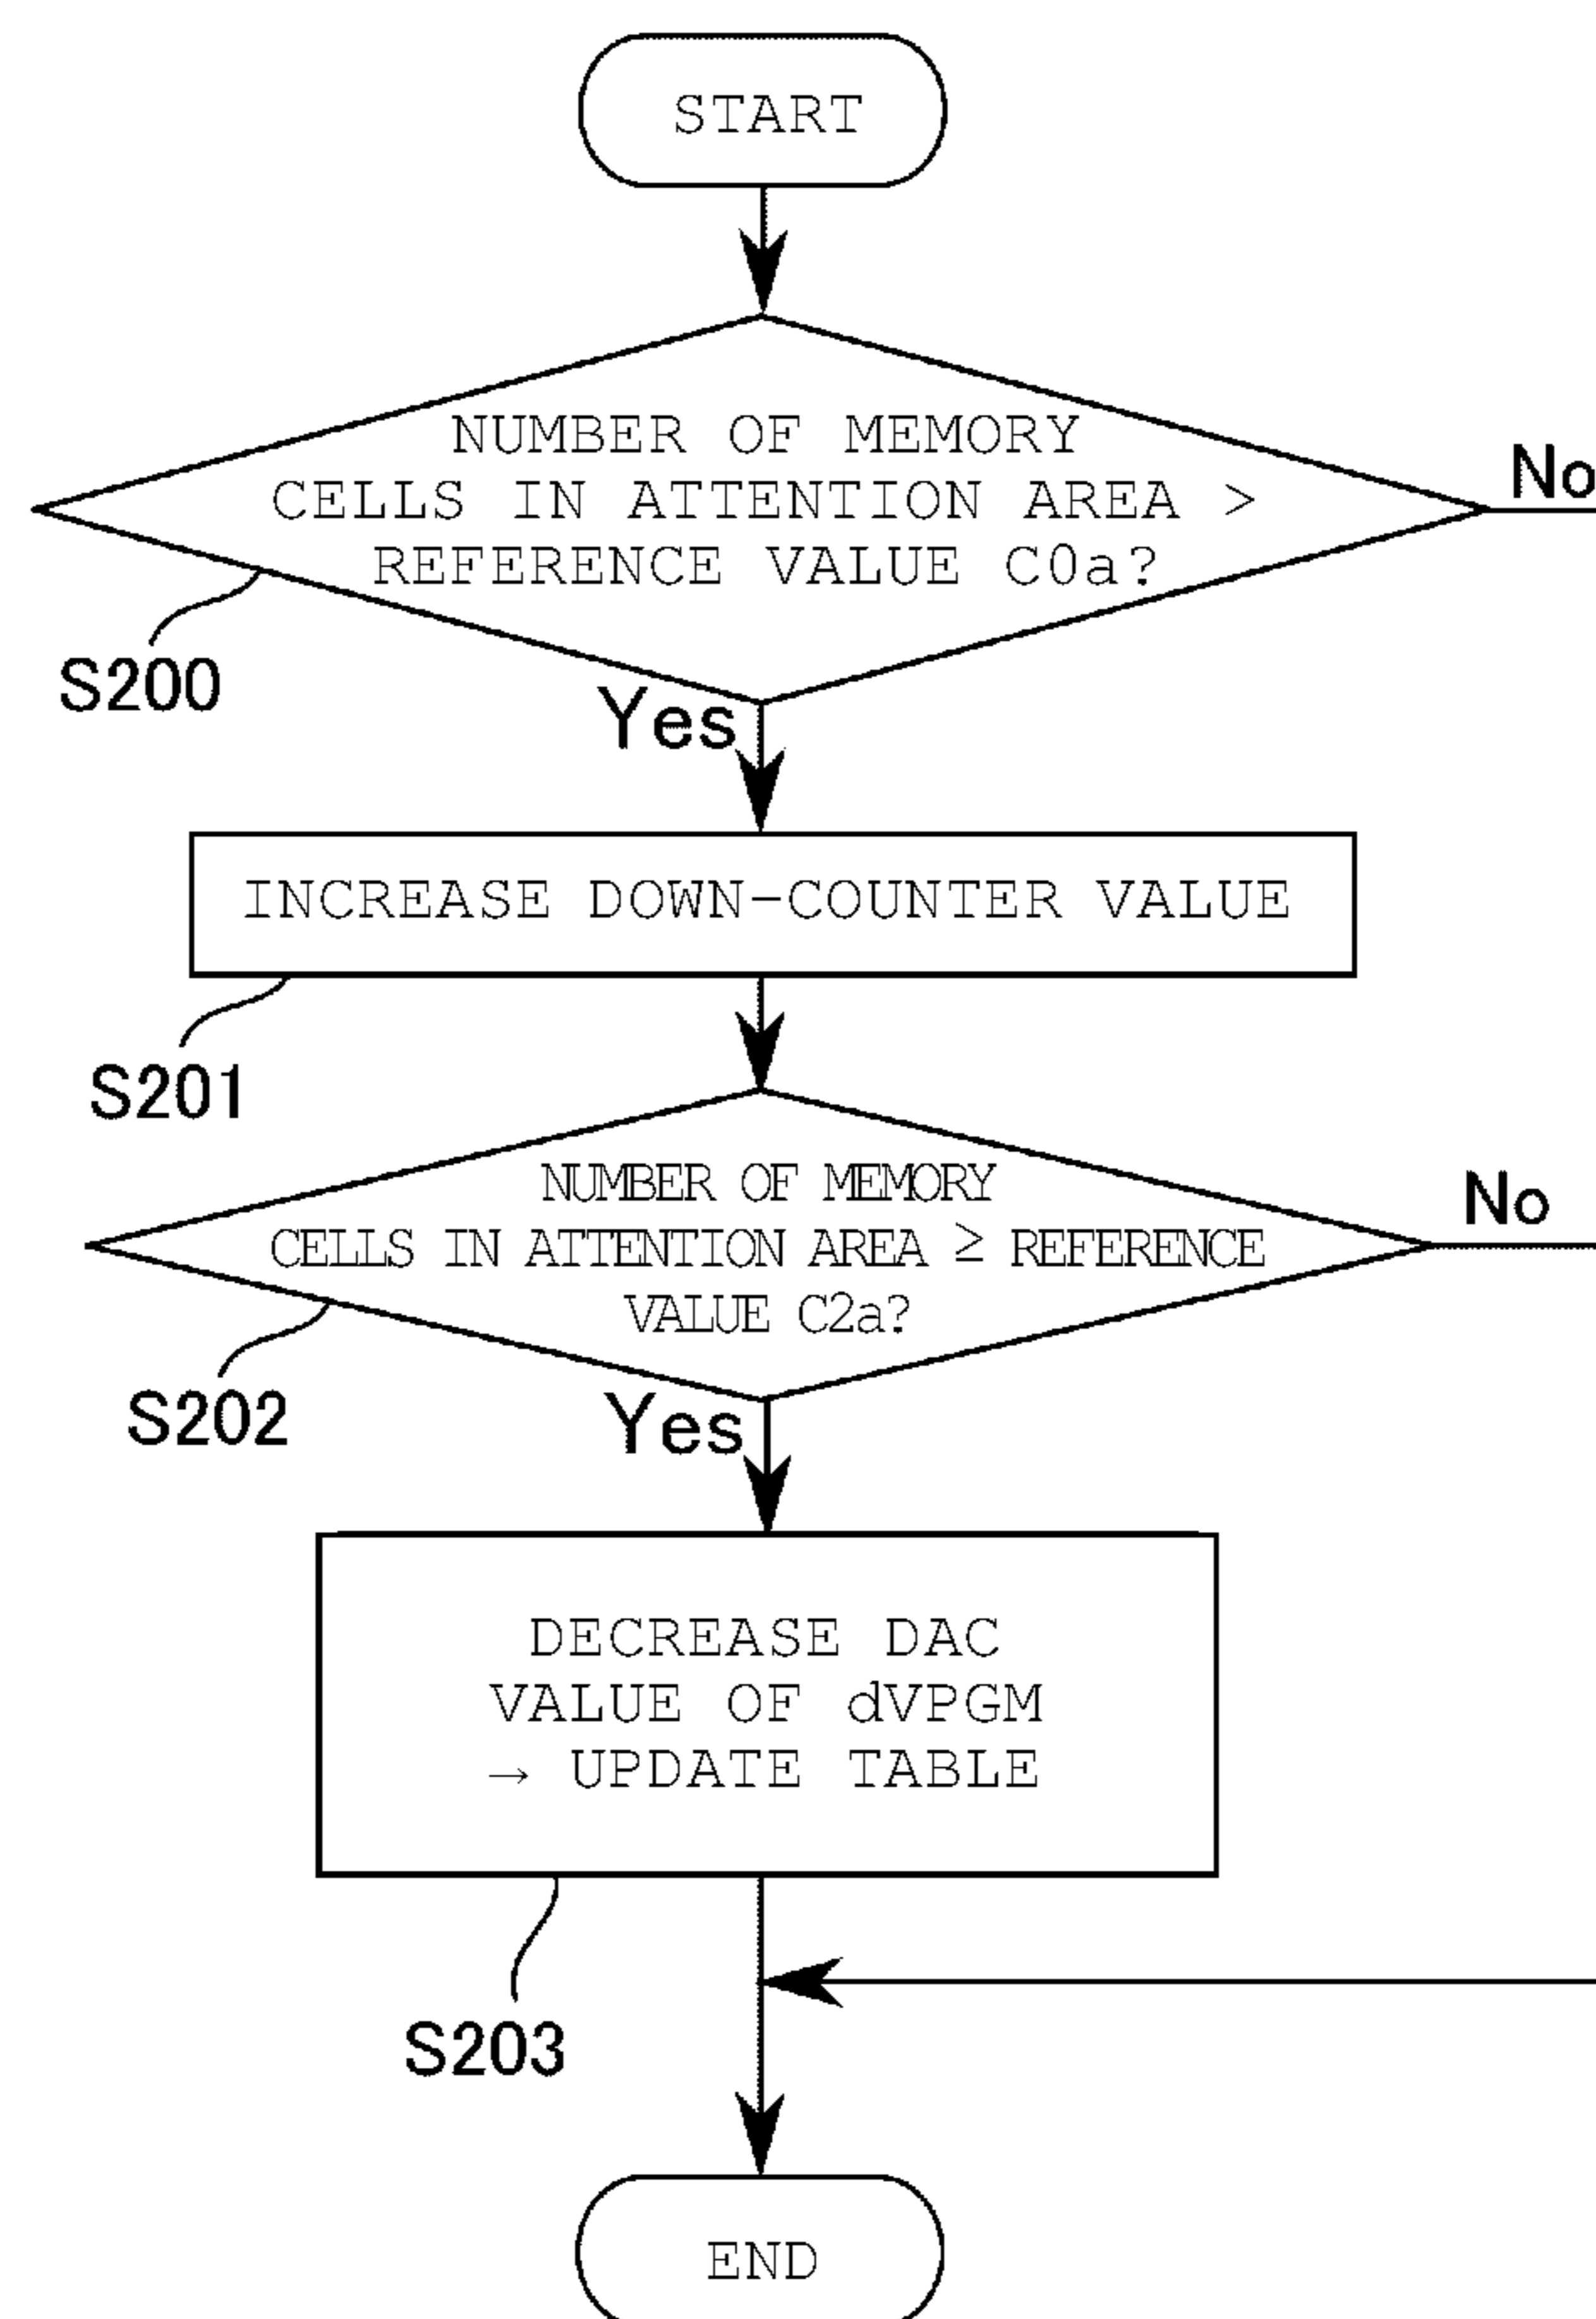 START
NUMBER OF MEMORY
CELLS IN ATTENTION AREA >
REFERENCE VALUE C0a?
No
S200
Yes
INCREASE DOWN-COUNTER VALUE
S201
NUMBER OF MEMORY
CELLS IN ATTENTION AREA ≥ REFERENCE
VALUE C2a?
No
S202
Yes
DECREASE DAC
VALUE OF dVPGM
→ UPDATE TABLE
S203
END